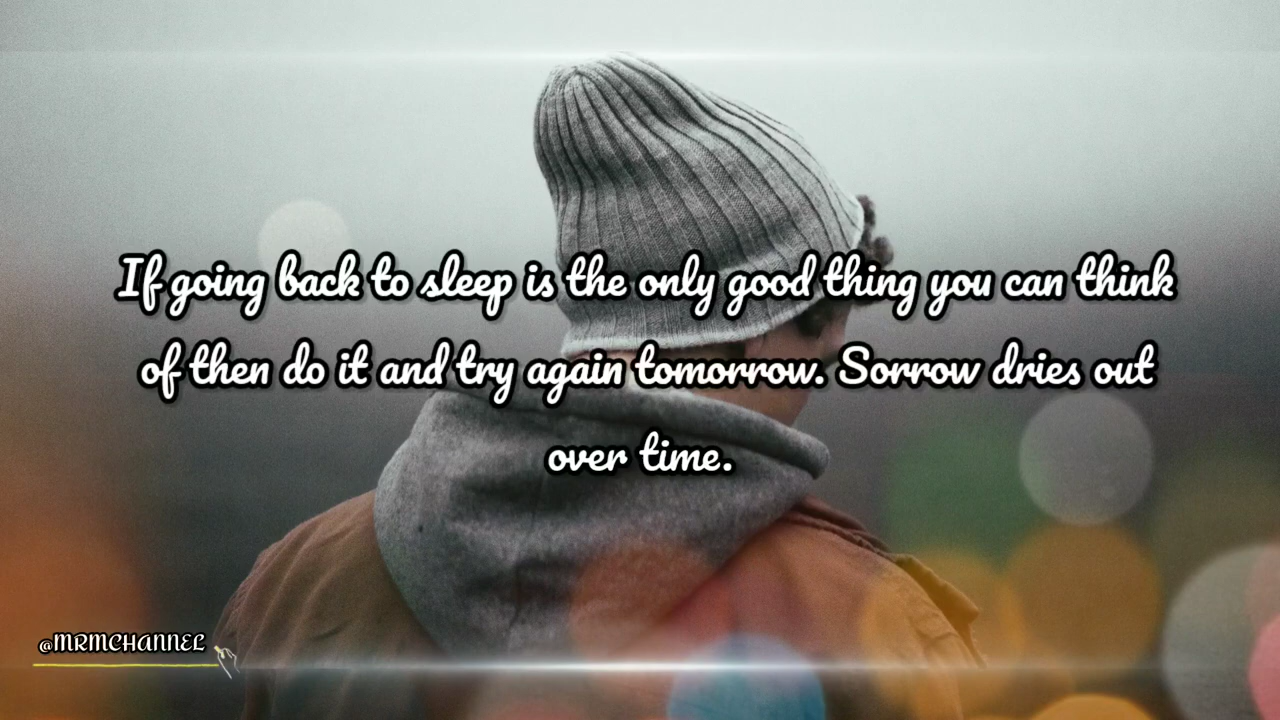 If going back to sleep is the only good thing you can think
of then do it and try again tomorrow. Sorrow dries out
over time.
@MRMCHANNEL